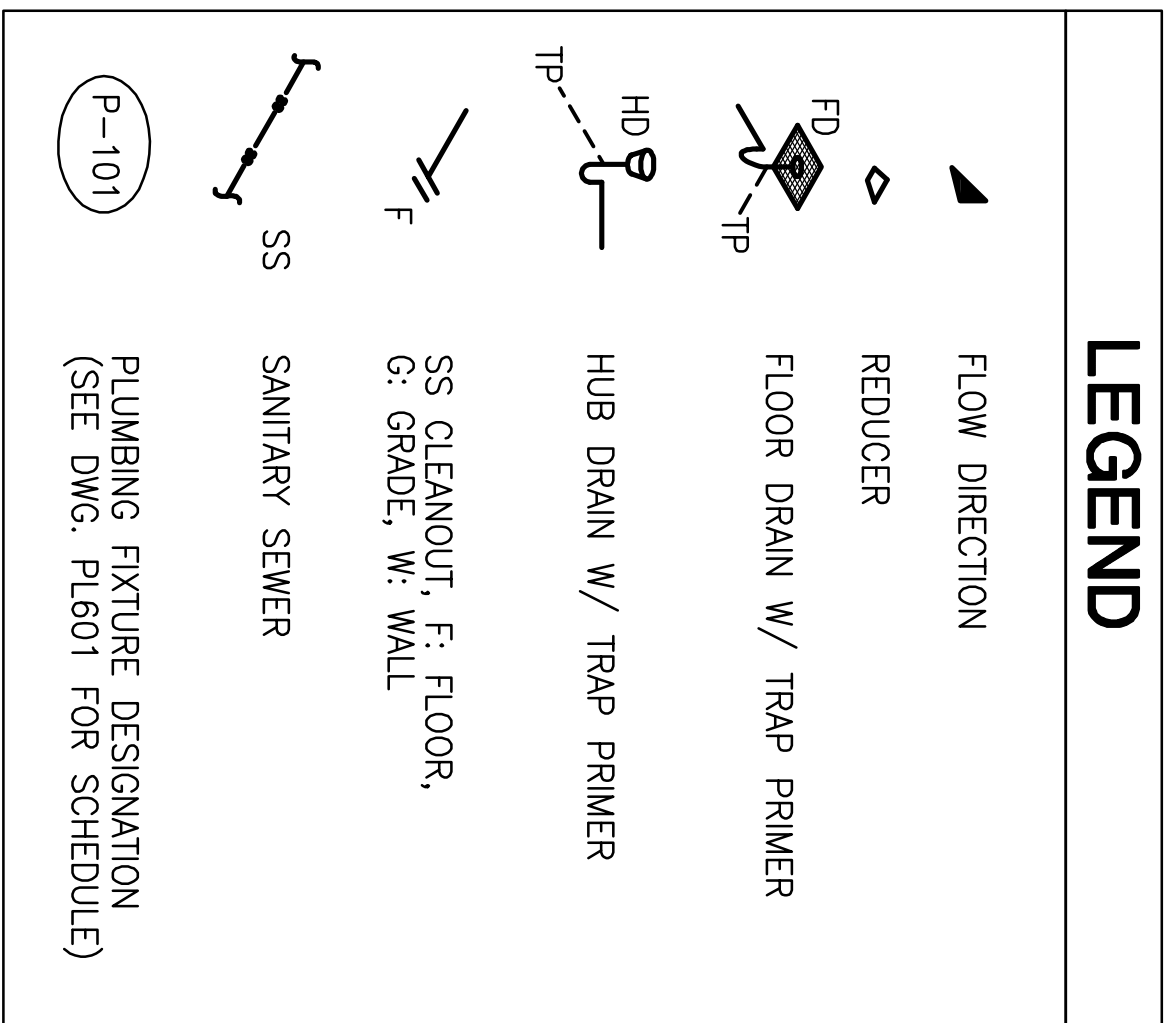 LEGEND
FLOW DIRECTION
REDUCER
FD
TP
FLOOR DRAIN W/ TRAP PRIMER
TP
HD
HUB DRAIN W/ TRAP PRIMER
F
SS CLEANOUT, F: FLOOR,
G: GRADE, W: WALL
SS
SANITARY SEWER
P-101
PLUMBING FIXTURE DESIGNATION
(SEE DWG. PL601 FOR SCHEDULE)